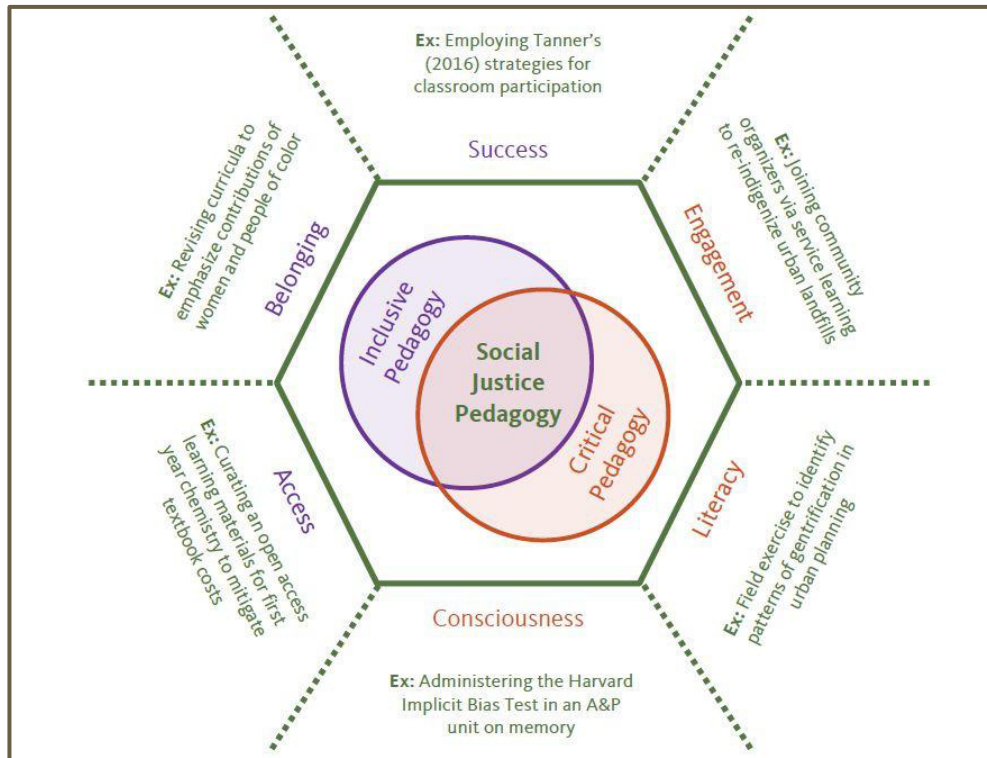 Ex: Employing Tanner's
(2016) strategies for
classroom participation
Success
Ex: Revising curricula to
emphasize contributions of
women and people of color
Belonging
Ex: Joining community
organizers via service learning
to re-indigenize urban landfills
Engagement
Inclusive
Pedagogy
Social
Justice
Pedagogy
Critical
Pedagogy
Ex: Curating an open access
learning materials for first
year chemistry to mitigate
textbook costs
Access
Literacy
Ex: Field exercise to identify
patterns of gentrification in
urban planning
Consciousness
Ex: Administering the Harvard
Implicit Bias Test in an A&P
unit on memory